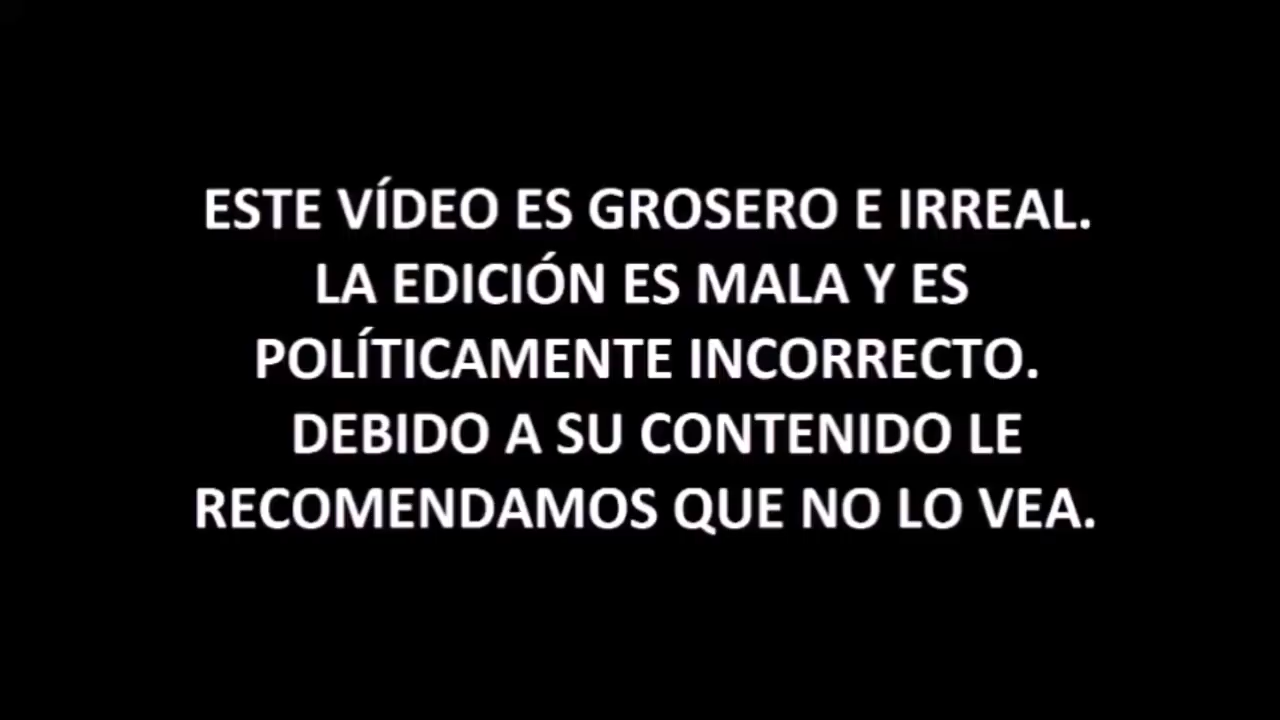 ESTE VÍDEO ES GROSERO E IRREAL.
LA EDICIÓN ES MALA Y ES
POLÍTICAMENTE INCORRECTO.
DEBIDO A SU CONTENIDO LE
RECOMENDAMOS QUE NO LO VEA.